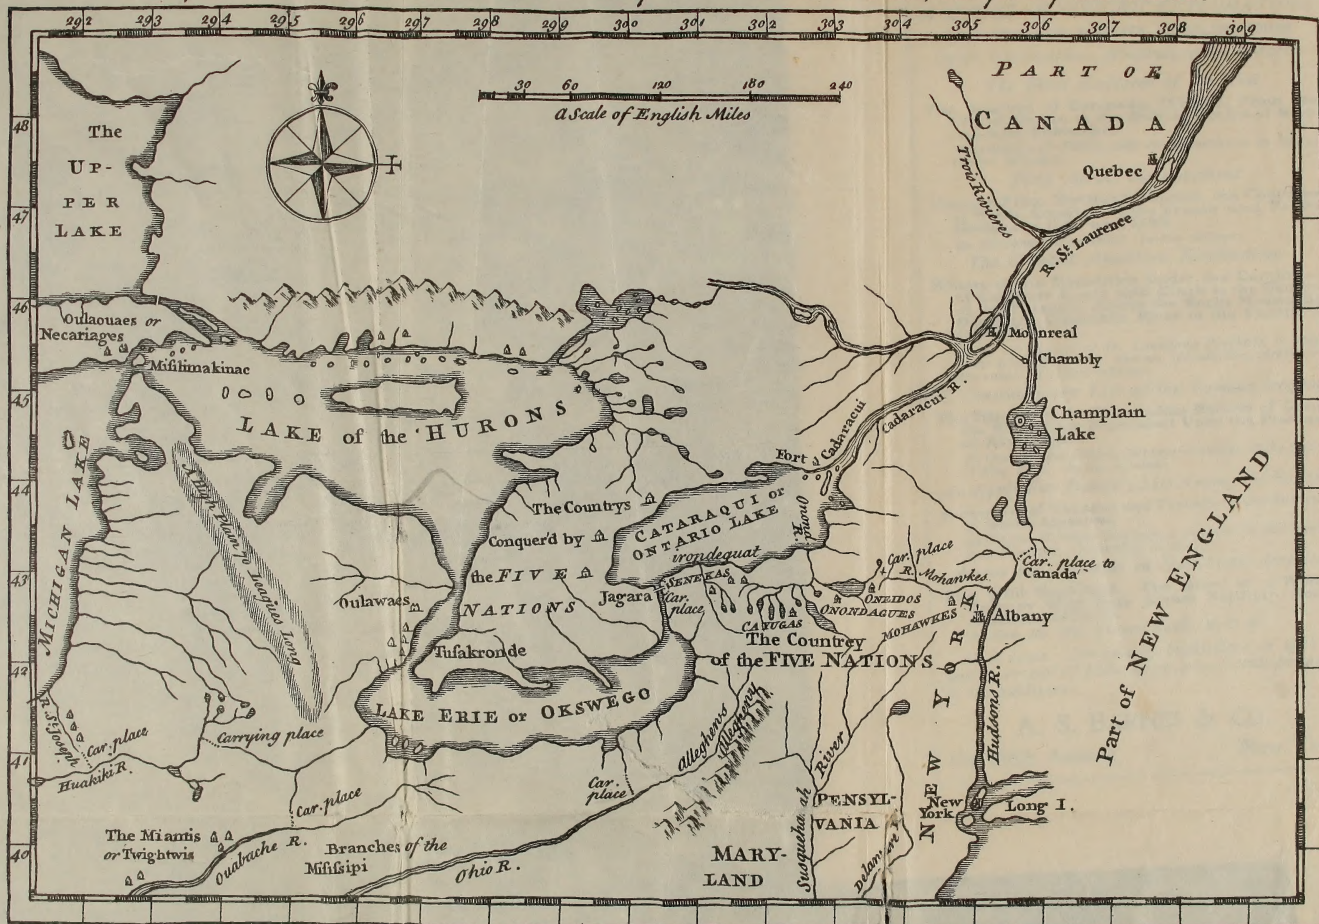 292 293 294 295 296 297 298 299 300 301 302 303 304 305 306 307 308 309
30 60 120 180 240
a Scale of English Miles
PART OF
CANADA
Quebec
Trois Rivieres
R. St. Laurence
48
47
46
45
44
43
42
41
40
The
UP-
PER
LAKE
Oulaouaes or
Necariages
Misilimakinac
LAKE of the HURONS
Monreal
Chambly
Champlain
Lake
Cadaracui R.
Fort Cadaracui
MICHIGAN LAKE
A High Plain 70 Leagues Long
The Countrys
Conquer'd by
the FIVE
NATIONS
CATARAQUI or
ONTARIO LAKE
irondequat
Onond R.
Jagara
SENEKAS
Car.
place
CAYUGAS
ONONDAGUES
ONEIDOS
MOHAWKES
Car. place
R. Mohawkes
Car. place to
Canada
Albany
The Countrey
of the FIVE NATIONS
Oulawaes
Tusakronde
LAKE ERIE or OKSWEGO
R. St. Joseph
Car. place
Huakiki R.
Carrying place
Car. place
Car.
place
Alleghens
Allegheny
The Miamis
or Twightwis
Ouabache R.
Branches of the
Misissipi
Ohio R.
MARY-
LAND
Susquehanah
River
PENSYL-
VANIA
Delaw
NEW YORK
Hudsons R.
New
York
Long I.
Part of NEW ENGLAND